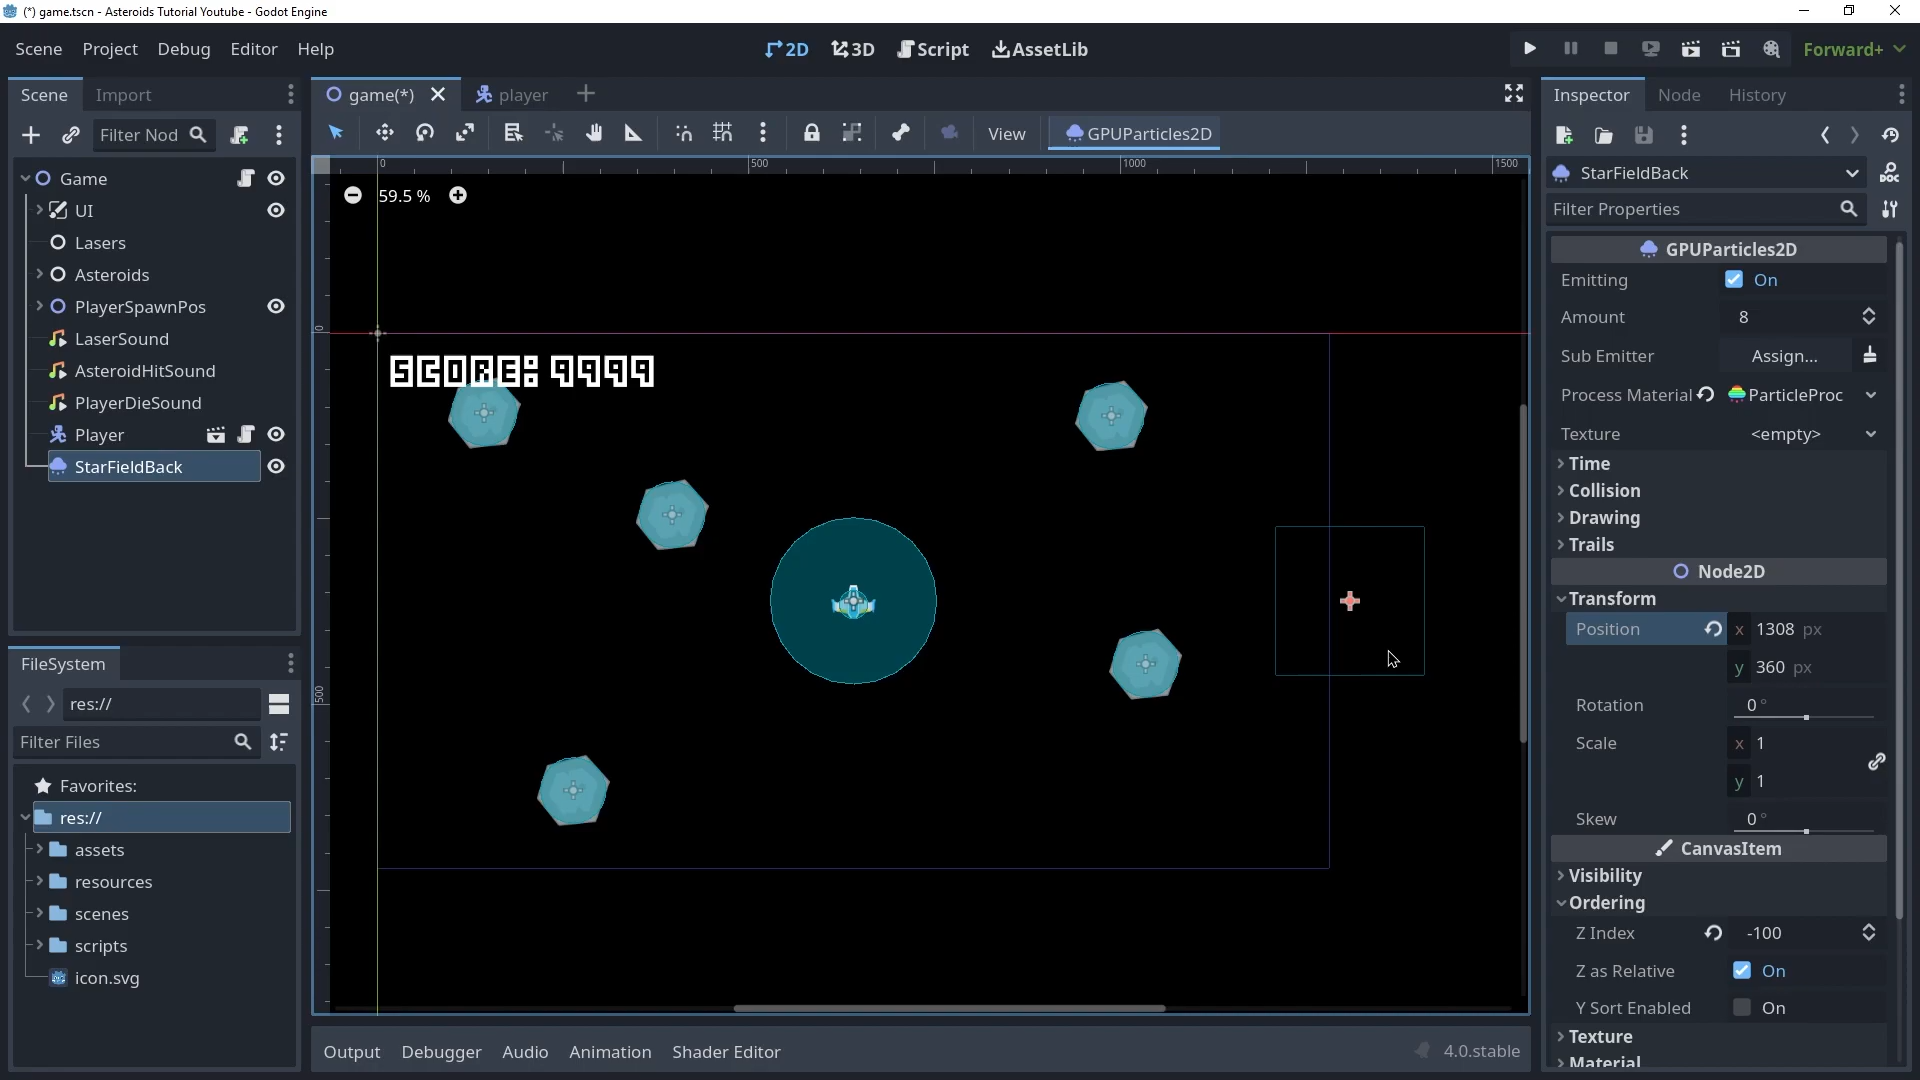 (*) game.tscn - Asteroids Tutorial Youtube - Godot Engine
Scene Project Debug Editor Help
2D 3D Script AssetLib
Forward+
Scene Import
Filter Nod
Game
UI
Lasers
Asteroids
PlayerSpawnPos
LaserSound
AsteroidHitSound
PlayerDieSound
Player
StarFieldBack
FileSystem
res://
Filter Files
Favorites:
res://
assets
resources
scenes
scripts
icon.svg
game(*) player
View GPUParticles2D
0 500 1000 1500
59.5 %
0
SCORE: 9999
500
Output Debugger Audio Animation Shader Editor
4.0.stable
Inspector Node History
StarFieldBack
DOC
Filter Properties
GPUParticles2D
Emitting On
Amount 8
Sub Emitter Assign...
Process Material ParticleProc
Texture <empty>
Time
Collision
Drawing
Trails
Node2D
Transform
Position x 1308 px
y 360 px
Rotation 0 °
Scale x 1
y 1
Skew 0 °
CanvasItem
Visibility
Ordering
Z Index -100
Z as Relative On
Y Sort Enabled On
Texture
Material